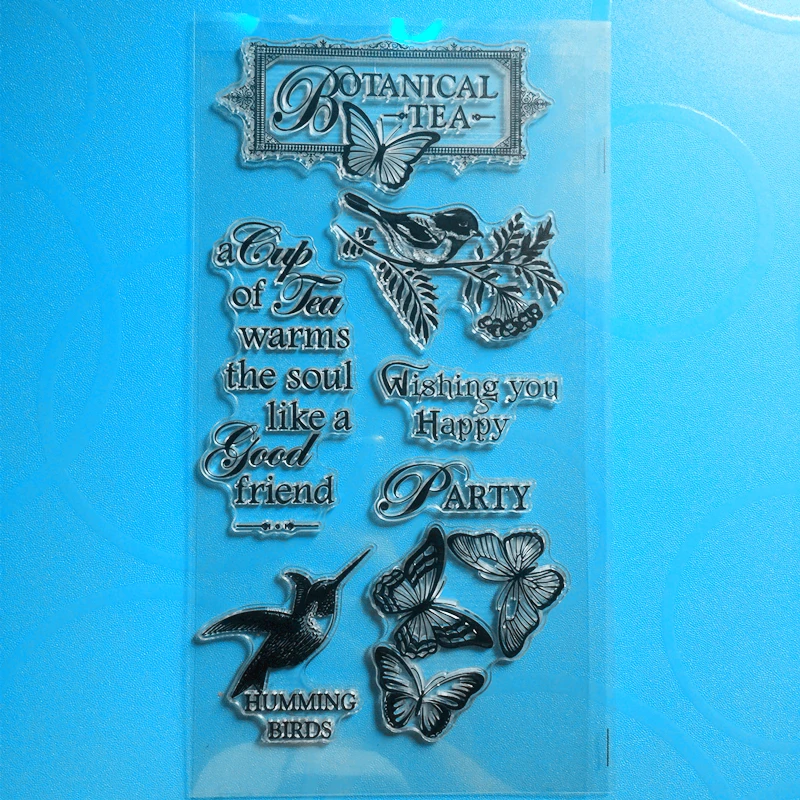 BOTANICAL
TEA
a Cup
of Tea
warms
the soul
like a
Good
friend
Wishing you
Happy
PARTY
HUMMING
BIRDS